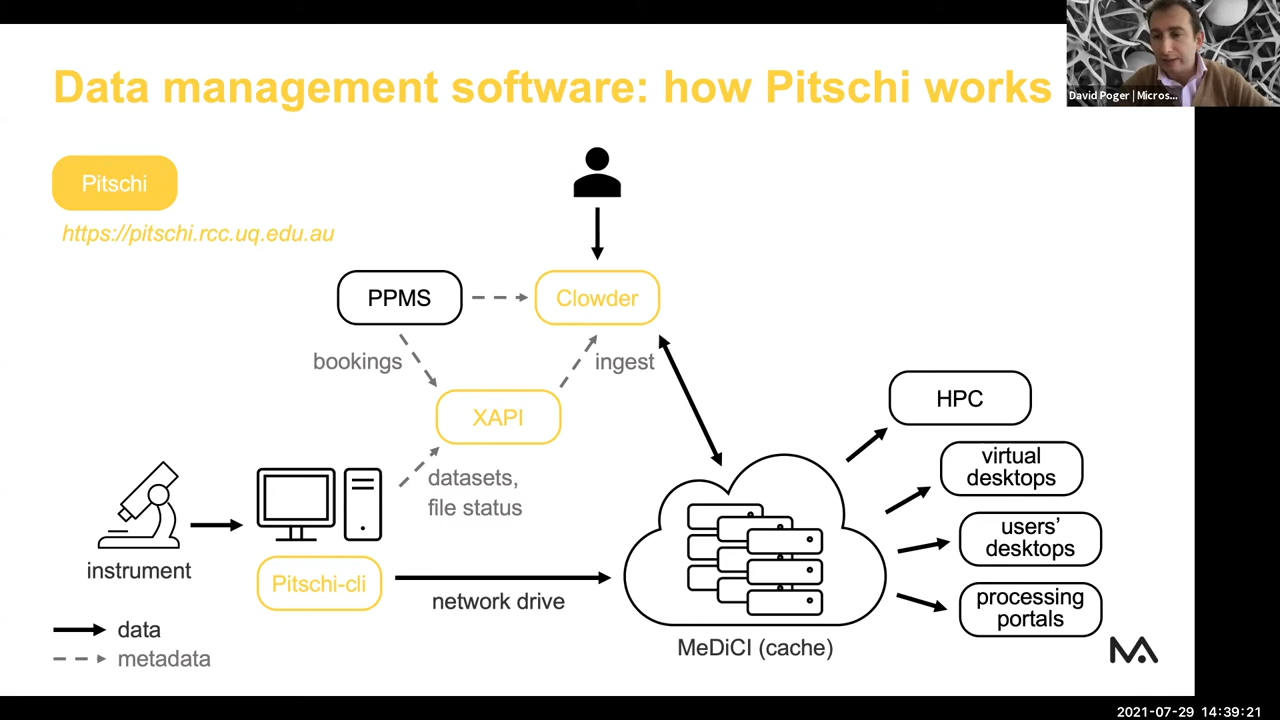 Data management software: how Pitschi works
David Poger | Micros...
Pitschi
https://pitschi.rcc.uq.edu.au
PPMS
Clowder
bookings
ingest
XAPI
HPC
datasets,
file status
virtual
desktops
users’
desktops
instrument
Pitschi-cli
network drive
processing
portals
data
metadata
MeDiCI (cache)
2021-07-29 14:39:21